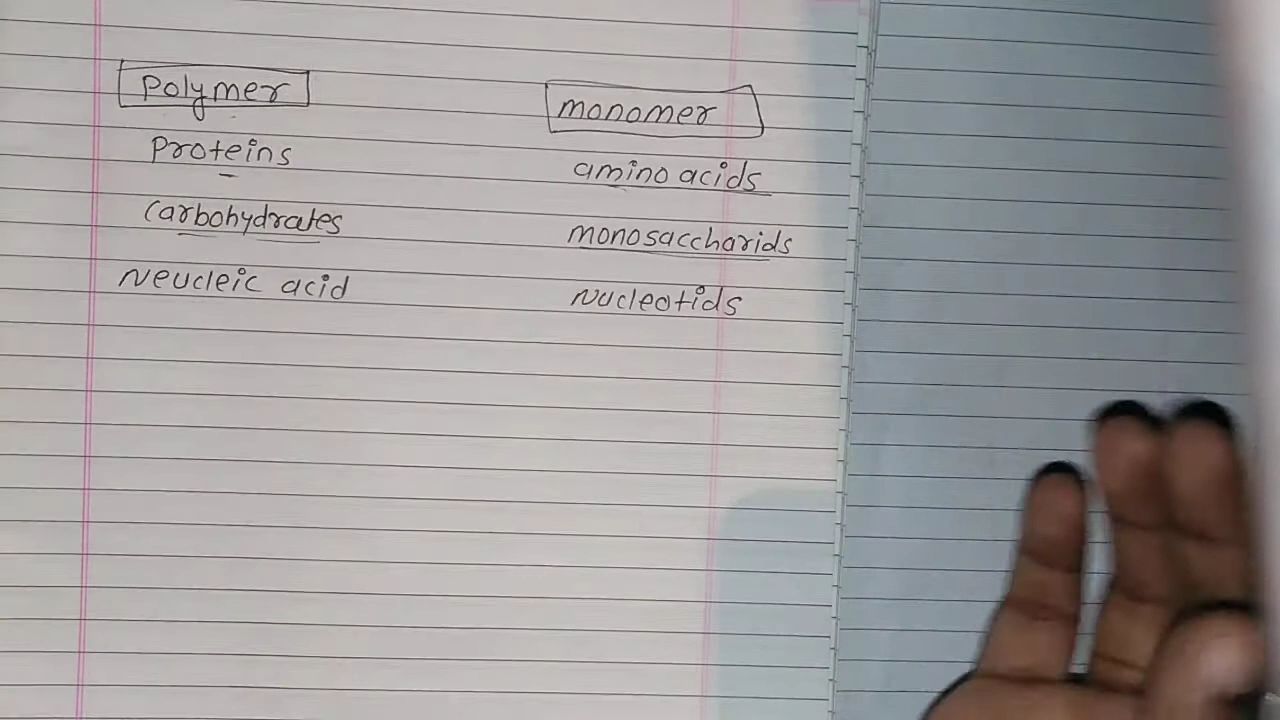 Polymer monomer
Proteins amino acids
Carbohydrates monosaccharids
Neucleic acid Nucleotids